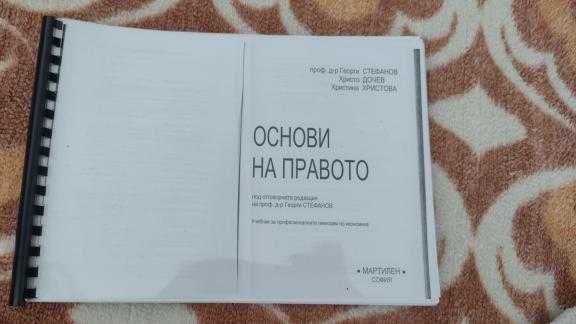 проф. д-р Георги СТЕФАНОВ
Христо ДОЧЕВ
Христина ХРИСТОВА
ОСНОВИ
НА ПРАВОТО
под отговорната редакция
на проф. д-р Георги СТЕФАНОВ
Учебник за професионалните гимназии по икономика
• МАРТИЛЕН •
СОФИЯ